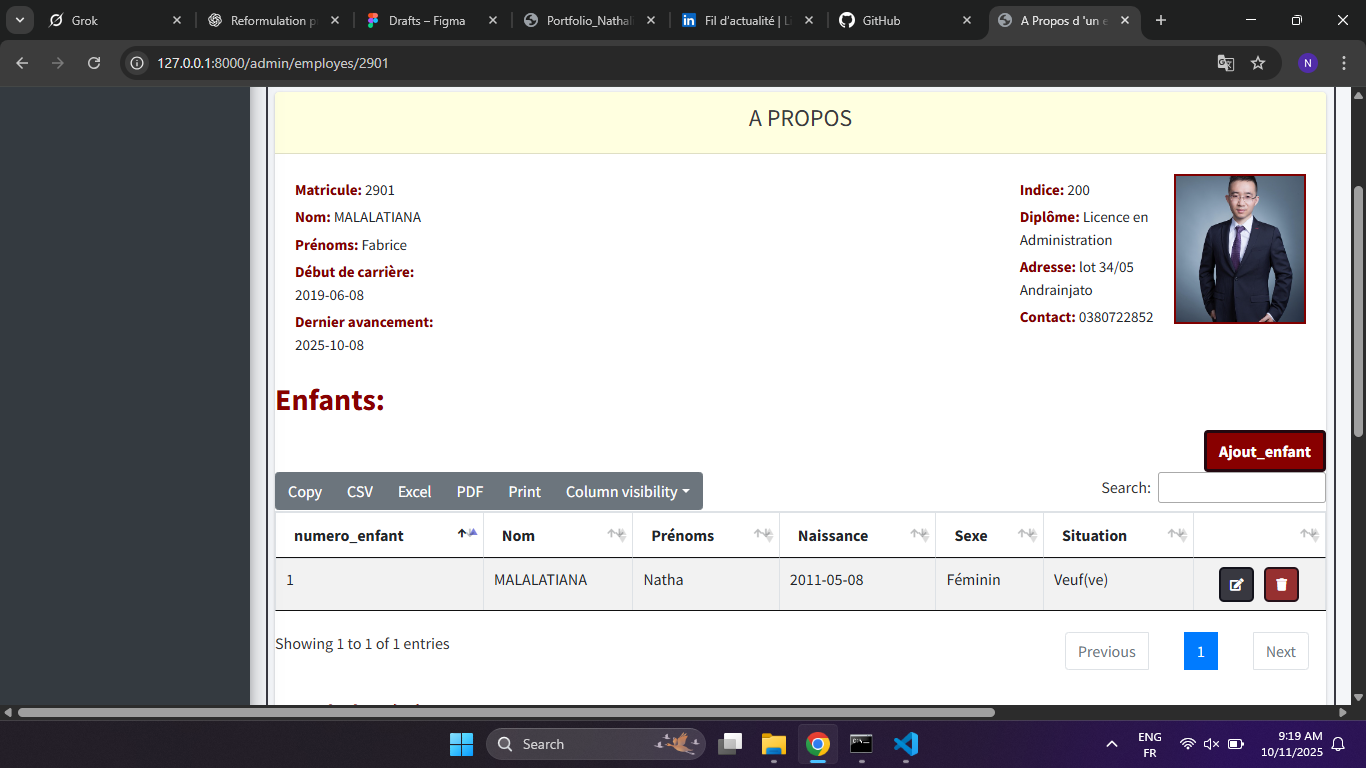 Grok
Reformulation p
Drafts – Figma
Portfolio_Nathal
Fil d'actualité | Li
GitHub
A Propos d 'un e
127.0.0.1:8000/admin/employes/2901
N
A PROPOS
Matricule: 2901
Nom: MALALATIANA
Prénoms: Fabrice
Début de carrière:
2019-06-08
Dernier avancement:
2025-10-08
Indice: 200
Diplôme: Licence en
Administration
Adresse: lot 34/05
Andrainjato
Contact: 0380722852
Enfants:
Ajout_enfant
Copy CSV Excel PDF Print Column visibility
Search:
numero_enfant Nom Prénoms Naissance Sexe Situation
1 MALALATIANA Natha 2011-05-08 Féminin Veuf(ve)
Showing 1 to 1 of 1 entries
Previous 1 Next
Search
ENG
FR
9:19 AM
10/11/2025